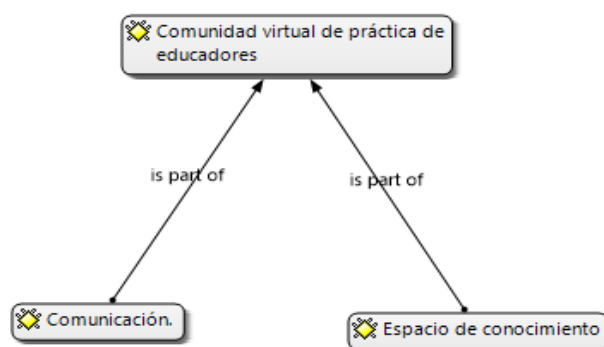 Comunidad virtual de práctica de
educadores
is part of
is part of
Comunicación.
Espacio de conocimiento